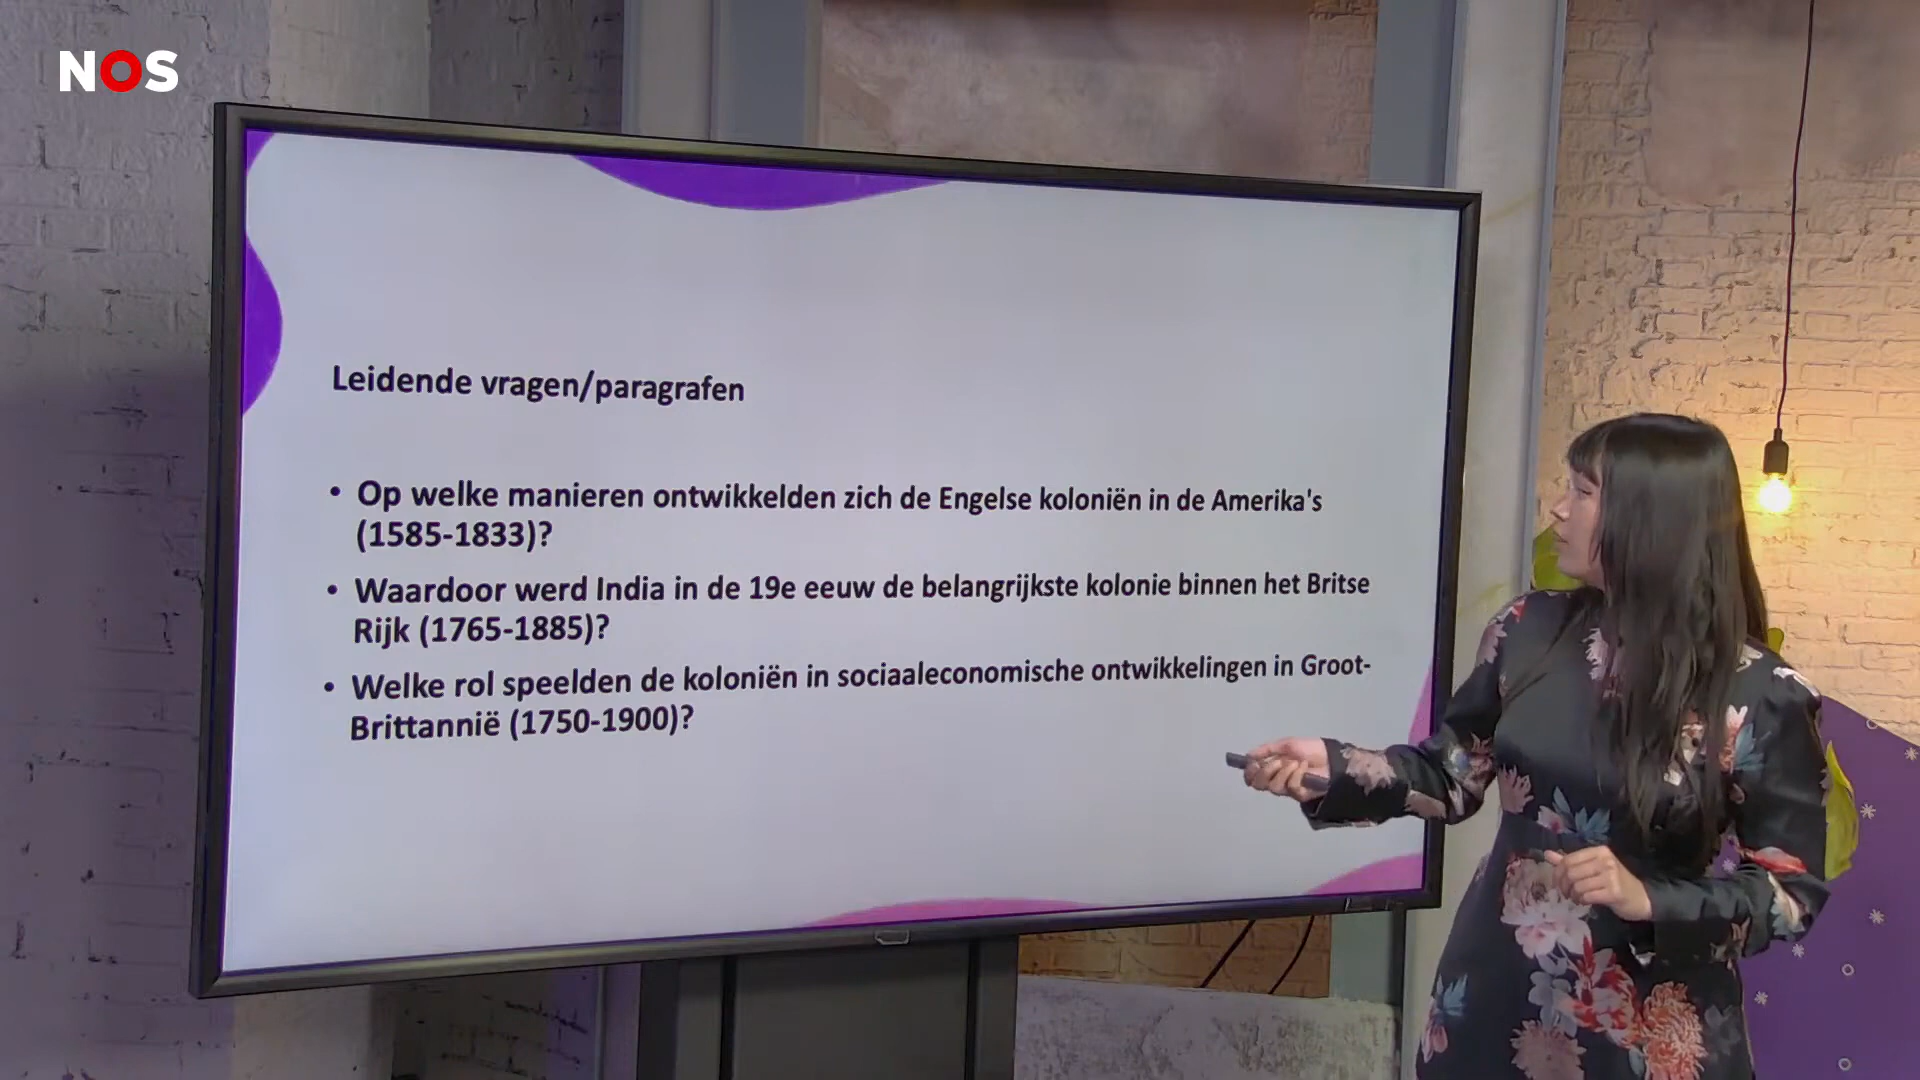 NOS
Leidende vragen/paragrafen
• Op welke manieren ontwikkelden zich de Engelse koloniën in de Amerika's
(1585-1833)?
• Waardoor werd India in de 19e eeuw de belangrijkste kolonie binnen het Britse
Rijk (1765-1885)?
• Welke rol speelden de koloniën in sociaaleconomische ontwikkelingen in Groot-
Brittannië (1750-1900)?